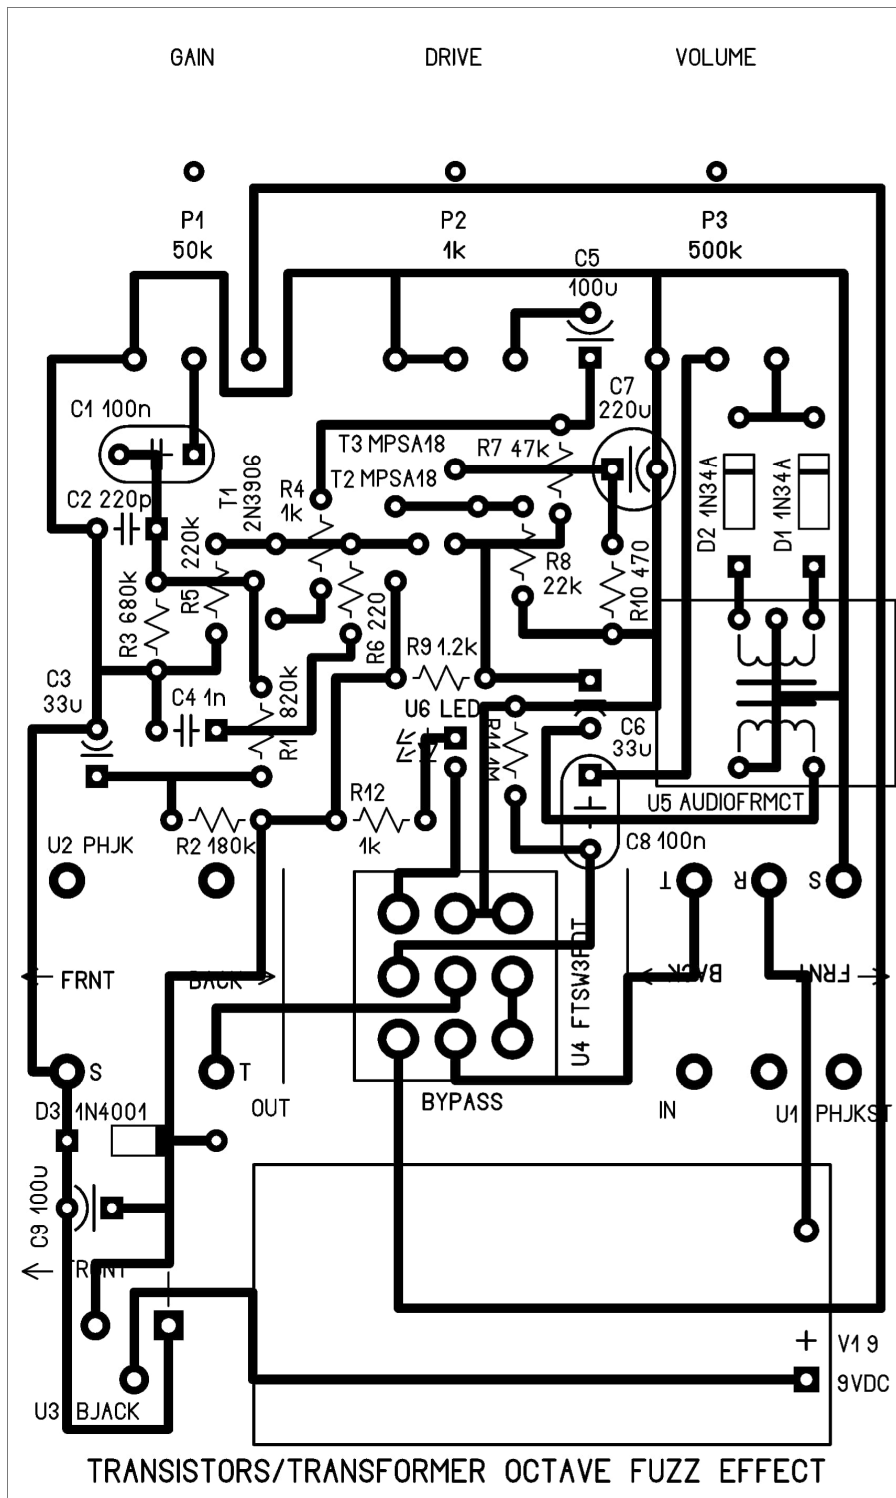 GAIN DRIVE VOLUME
P1 P2 P3
50k 1k 500k
C5
100u
C7
220u
C1 100n
T3 MPSA18
R7 47k
T2 MPSA18
C2 220p
T1
2N3906
R4
1k
D2 1N34A
D1 1N34A
R5 220k
R3 680k
R8
22k
R10 470
R6 220
R9 1.2k
C3
33u
C4 1n
R1 820k
U6 LED
R11 1M
C6
33u
R12
1k
U5 AUDIOFRMCT
U2 PHJK
R2 180k
C8 100n
T R S
FRNT BACK
BACK FRNT
U4 FTSW3PDT
S T
D3 1N4001
OUT
BYPASS
IN
U1 PHJKST
C9 100u
FRONT
+ V1 9
9VDC
U3 BJACK
TRANSISTORS/TRANSFORMER OCTAVE FUZZ EFFECT